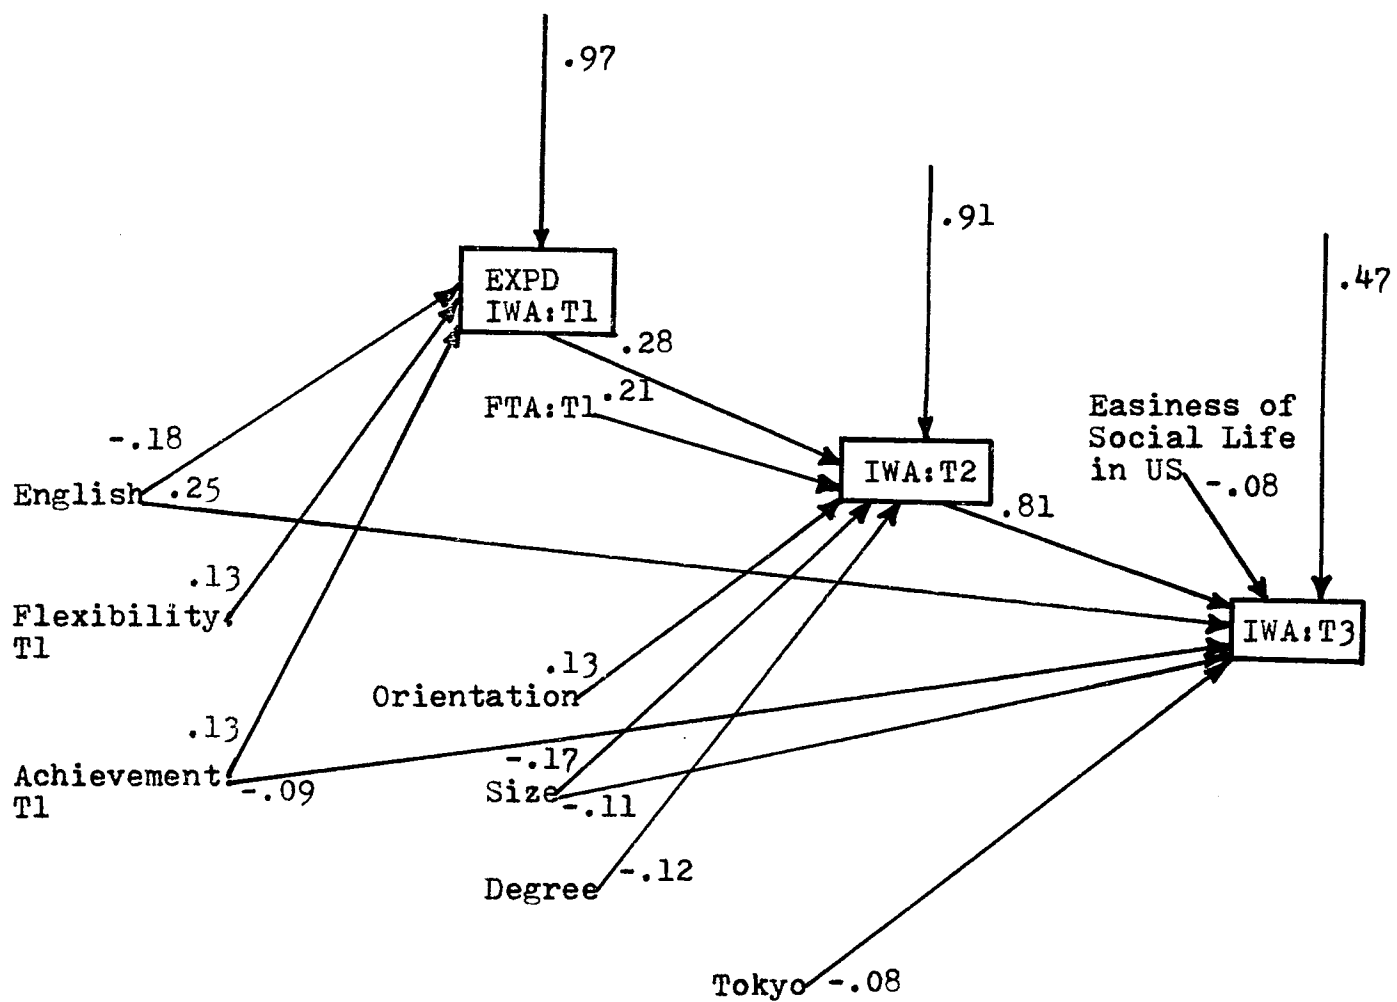 .97
.91
.47
EXPD
IWA:T1
.28
FTA:T1
.21
Easiness of
Social Life
in US
-.08
IWA:T2
.81
-.18
English
.25
.13
Flexibility
T1
IWA:T3
.13
Orientation
.13
Achievement
T1
-.09
-.17
Size
-.11
Degree
-.12
Tokyo
-.08